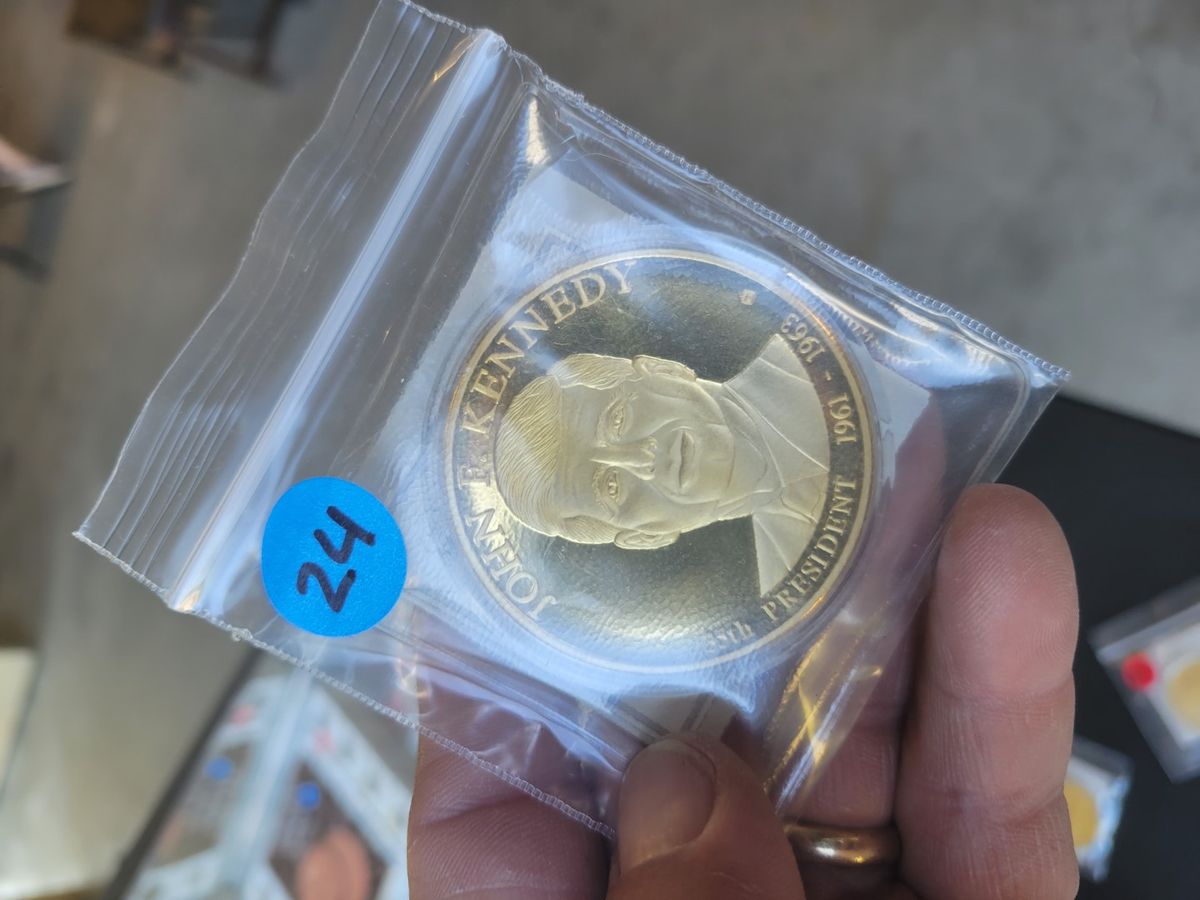 JOHN F. KENNEDY
35th PRESIDENT 1961 - 1963
24